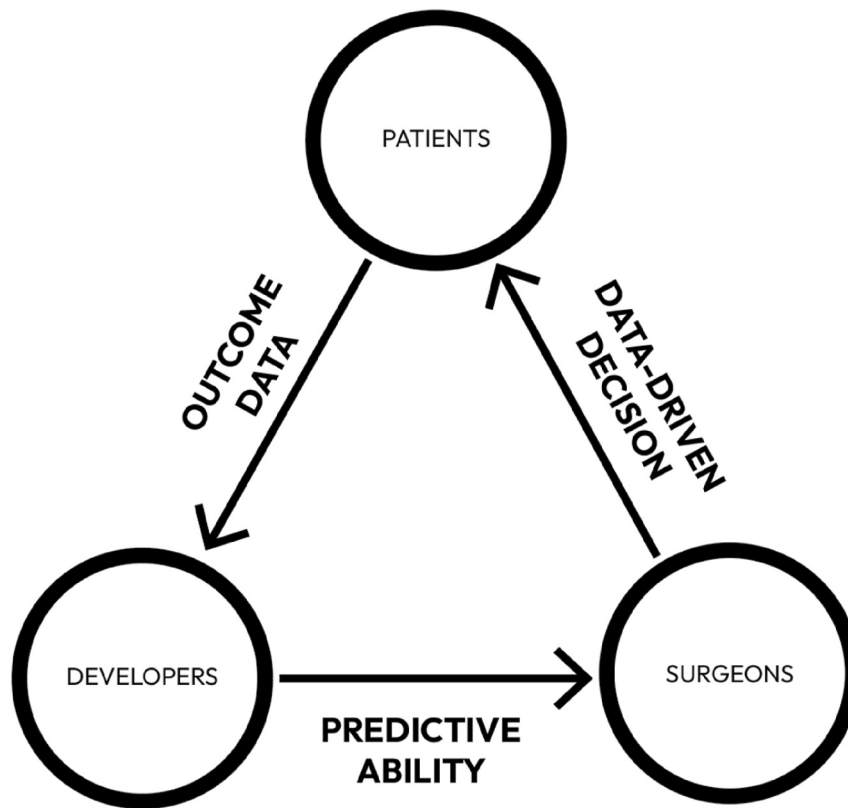 PATIENTS
OUTCOME
DATA
DATA-DRIVEN
DECISION
DEVELOPERS
SURGEONS
PREDICTIVE
ABILITY